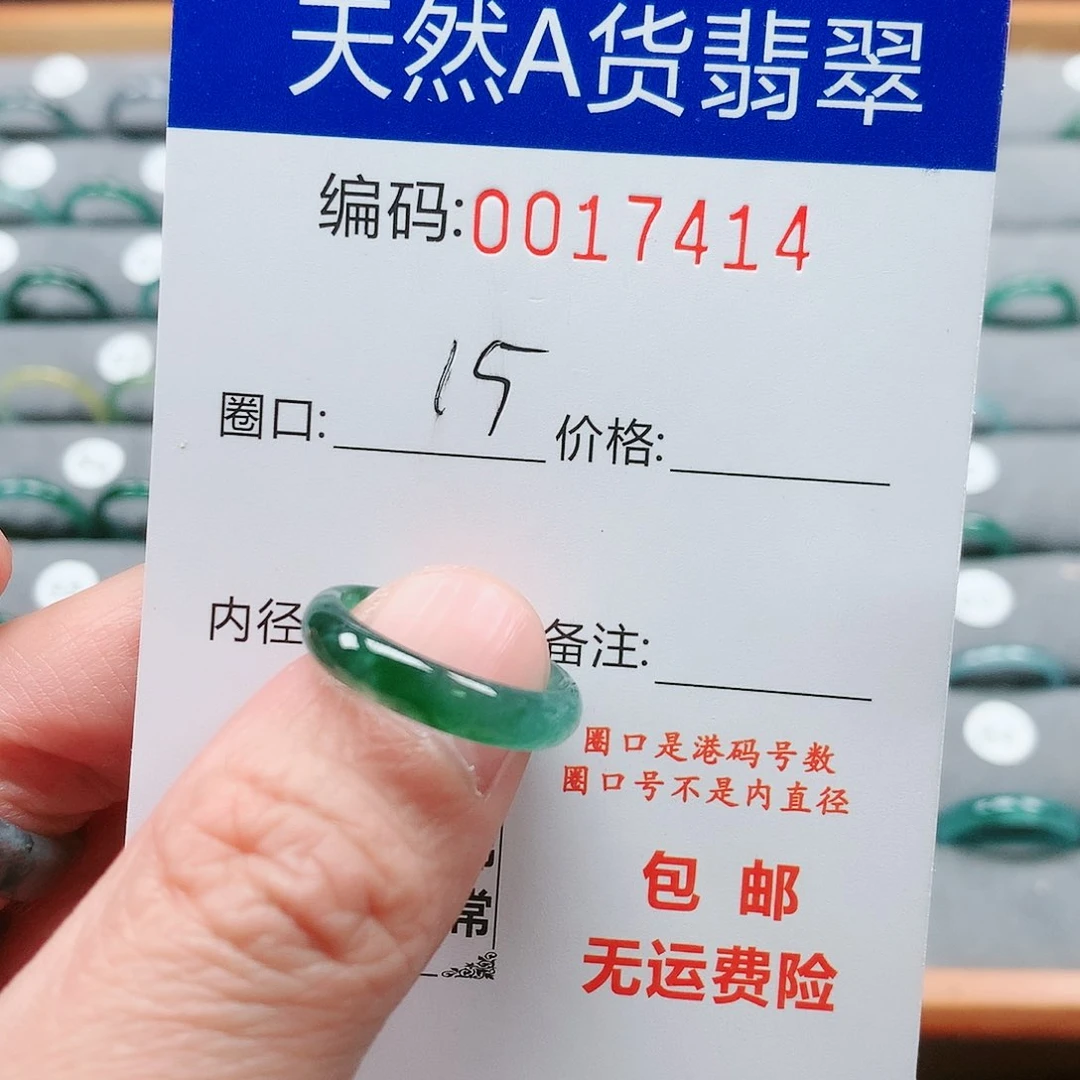 天然A货翡翠
编码:0017414
圈口: 15 价格:
内径 备注:
圈口是港码号数
圈口号不是内直径
包邮
常
无运费险